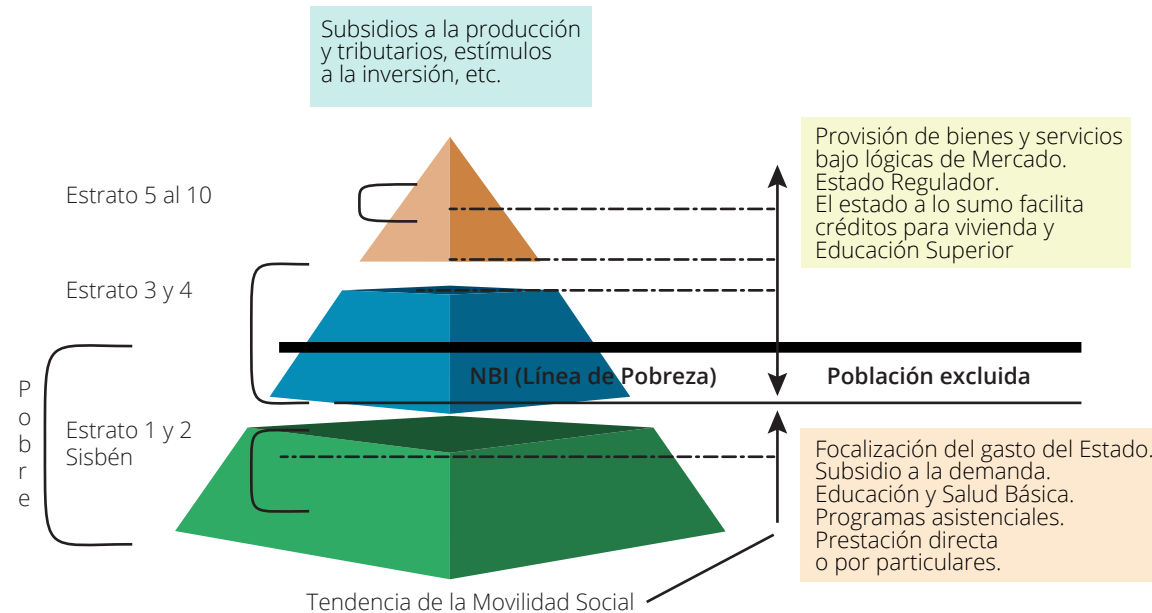 Subsidios a la producción
y tributarios, estímulos
a la inversión, etc.
Provisión de bienes y servicios
bajo lógicas de Mercado.
Estado Regulador.
El estado a lo sumo facilita
créditos para vivienda y
Educación Superior
Estrato 5 al 10
Estrato 3 y 4
NBI (Línea de Pobreza)
Población excluida
Pobre
Estrato 1 y 2
Sisbén
Focalización del gasto del Estado.
Subsidio a la demanda.
Educación y Salud Básica.
Programas asistenciales.
Prestación directa
o por particulares.
Tendencia de la Movilidad Social